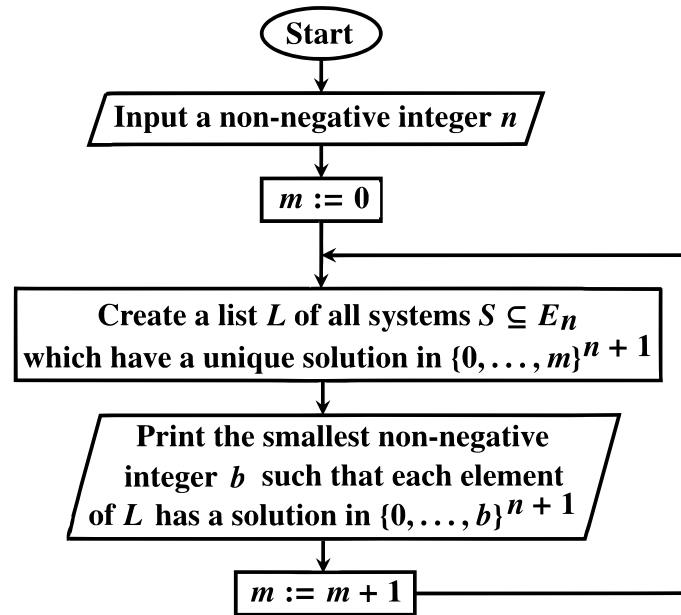 Start
Input a non-negative integer n
m := 0
Create a list L of all systems S ⊆ Eₙ
which have a unique solution in {0, . . . , m}ⁿ ⁺ ¹
Print the smallest non-negative
integer b such that each element
of L has a solution in {0, . . . , b}ⁿ ⁺ ¹
m := m + 1